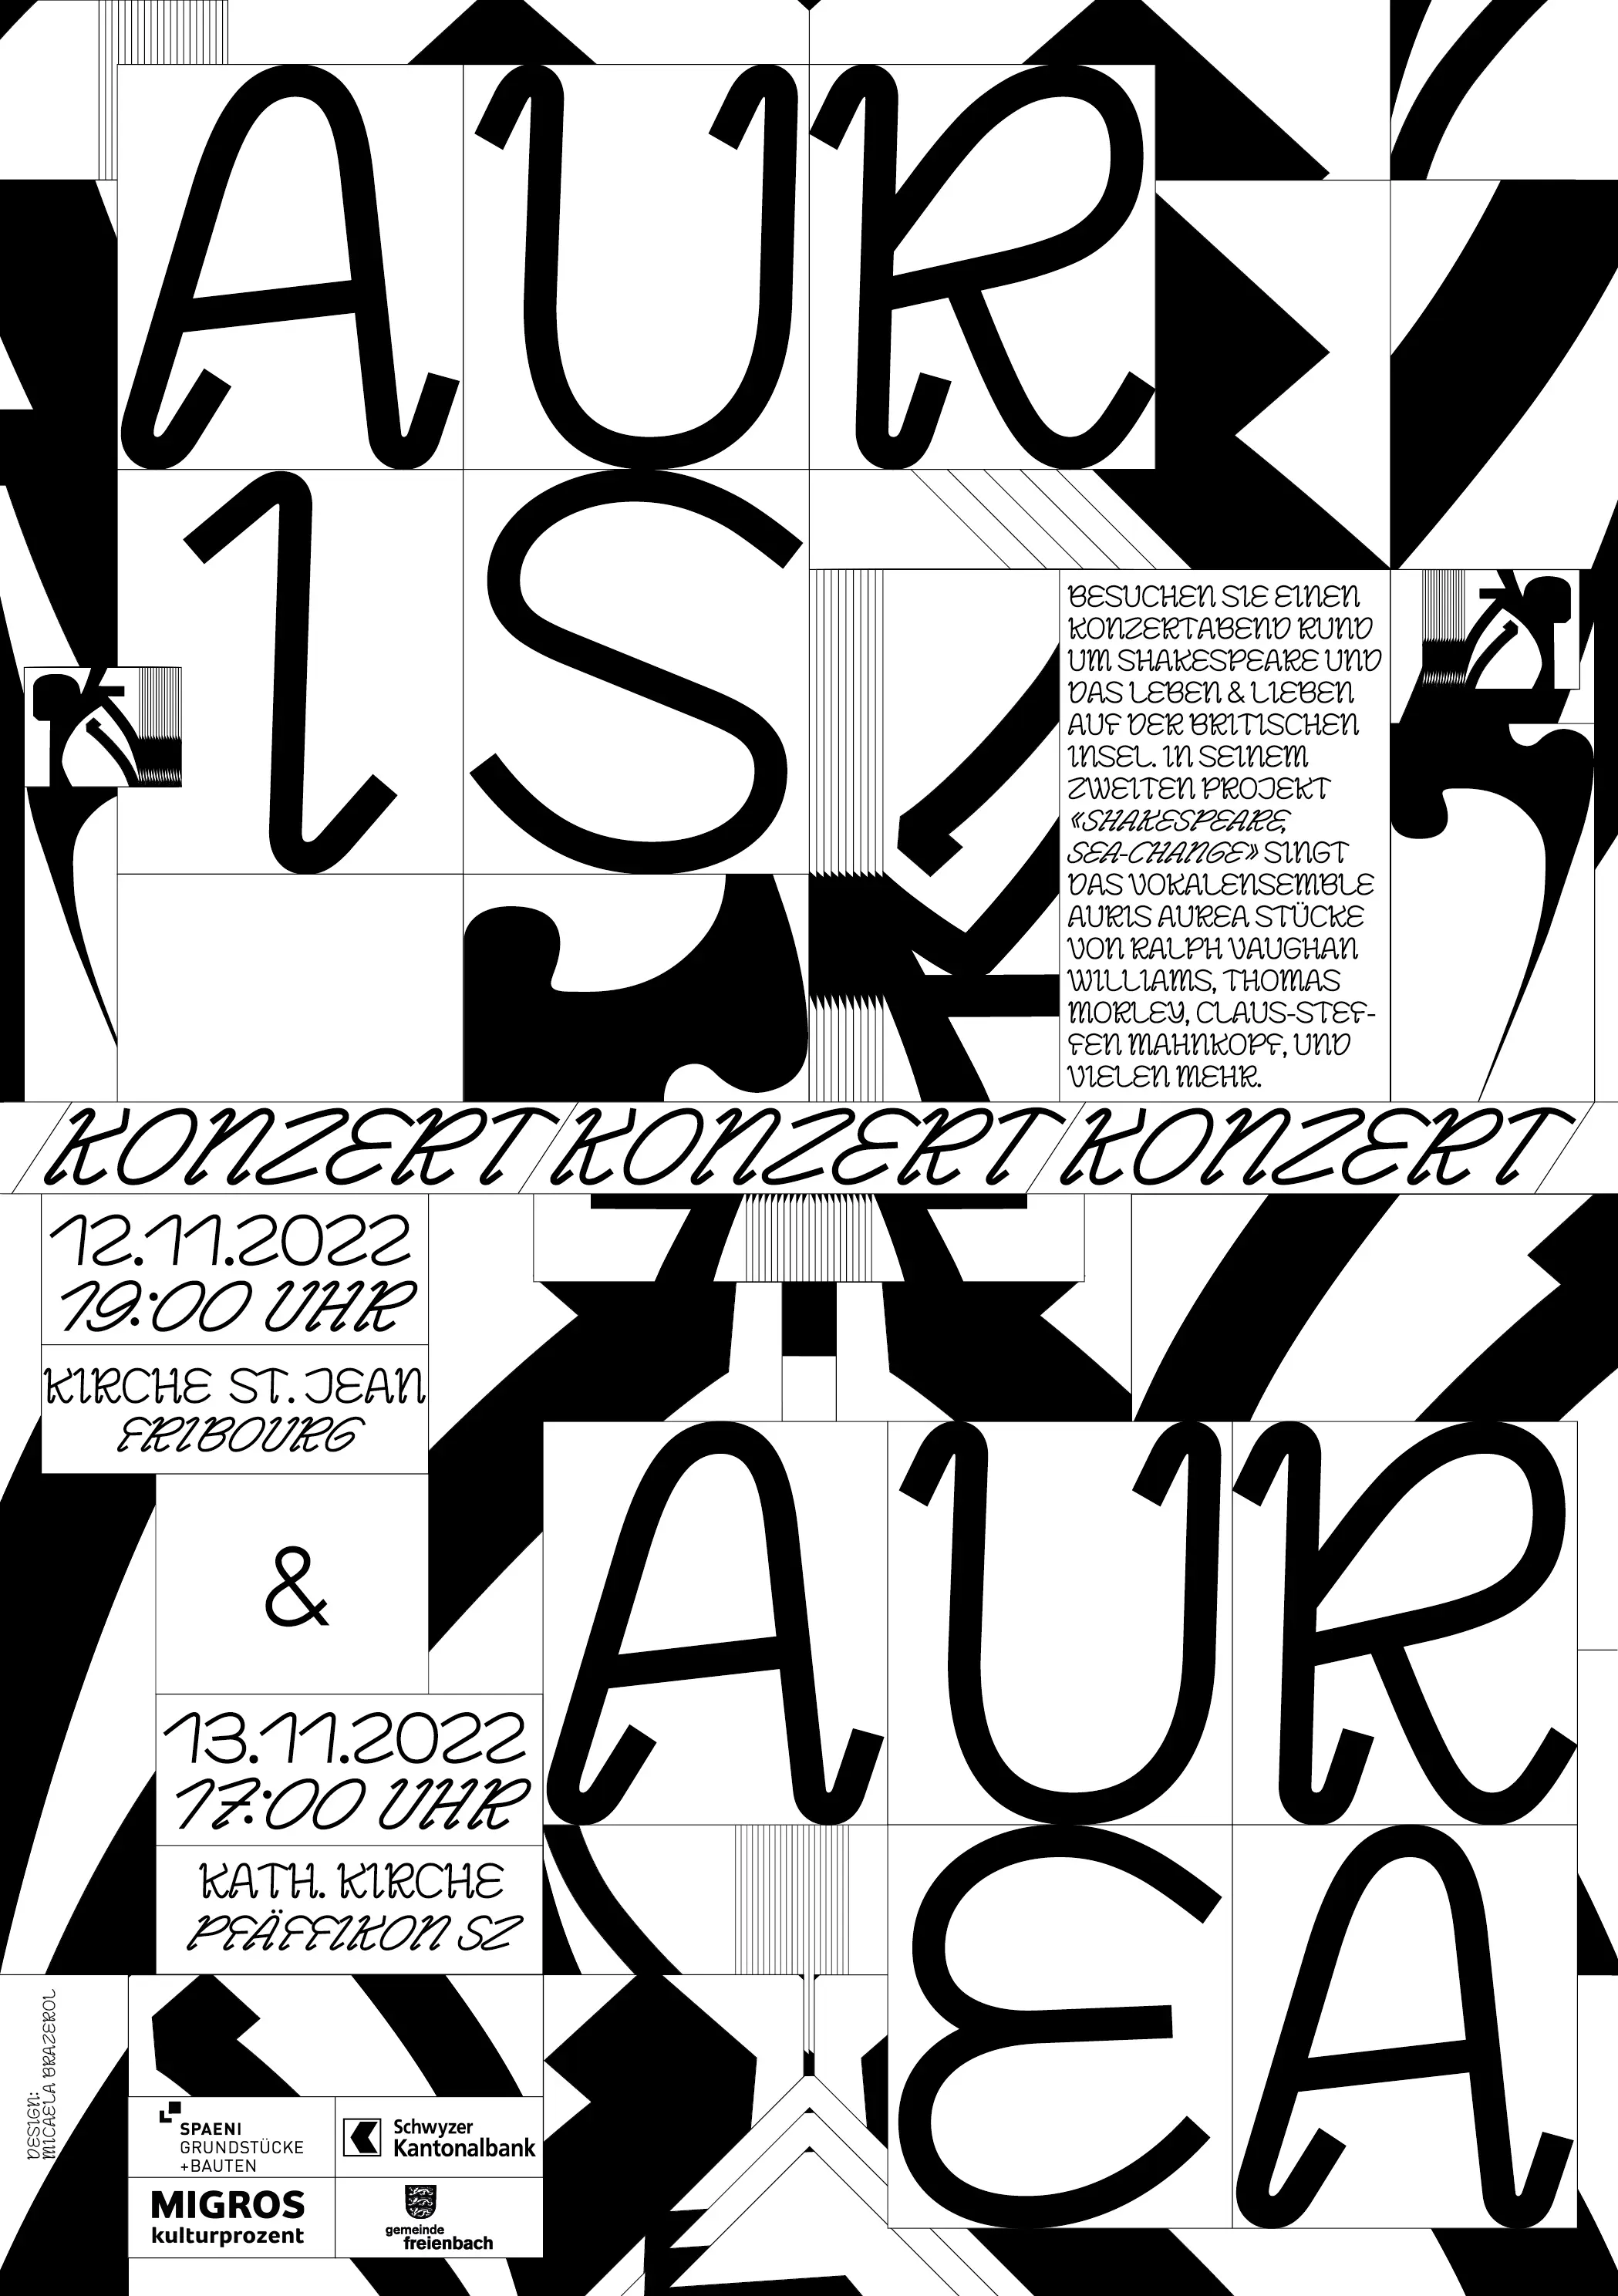 AUR
IS
BESUCHEN SIE EINEN
KONZERTABEND RUND
UM SHAKESPEARE UND
DAS LEBEN & LIEBEN
AUF DER BRITISCHEN
INSEL. IN SEINEM
ZWEITEN PROJEKT
«SHAKESPEARE,
SEA-CHANGE» SINGT
DAS VOKALENSEMBLE
AURIS AUREA STÜCKE
VON RALPH VAUGHAN
WILLIAMS, THOMAS
MORLEY, CLAUS-STEF-
FEN MAHNKOPF, UND
VIELEN MEHR.
KONZERT KONZERT KONZERT
12.11.2022
19:00 UHR
KIRCHE ST. JEAN
FRIBOURG
&
13.11.2022
17:00 UHR
KATH. KIRCHE
PFÄFFIKON SZ
AUR
EA
DESIGN:
MICAELA BRAZEROL
SPAENI
GRUNDSTÜCKE
+BAUTEN
Schwyzer
Kantonalbank
MIGROS
kulturprozent
gemeinde
freienbach